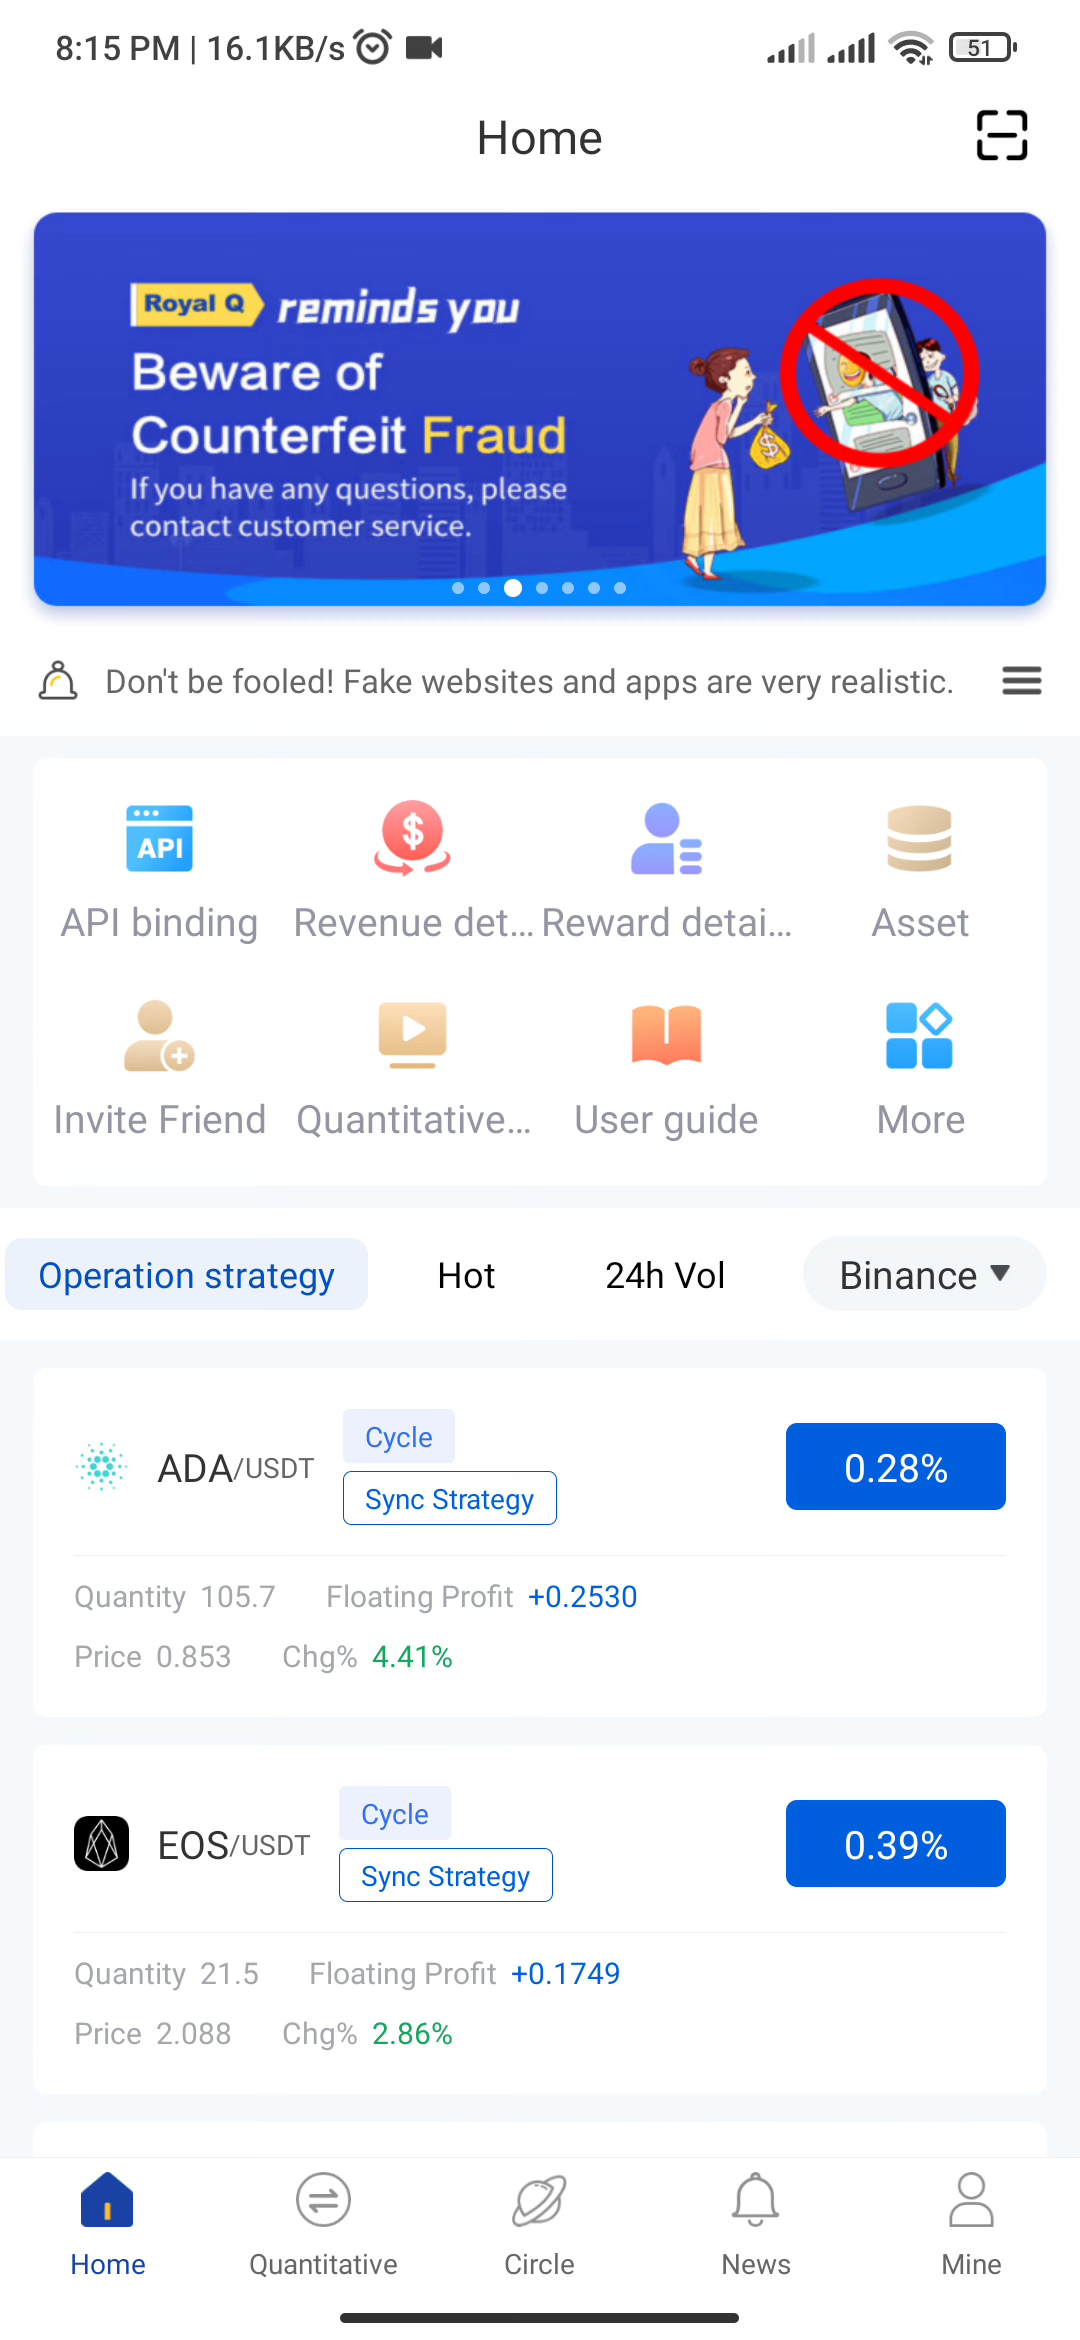 8:15 PM | 16.1KB/s
51
Home
Royal Q reminds you
Beware of
Counterfeit Fraud
If you have any questions, please
contact customer service.
Don't be fooled! Fake websites and apps are very realistic.
API
API binding
$
Revenue det...
Reward detai...
Asset
Invite Friend
Quantitative...
User guide
More
Operation strategy
Hot
24h Vol
Binance
ADA/USDT
Cycle
Sync Strategy
0.28%
Quantity 105.7 Floating Profit +0.2530
Price 0.853 Chg% 4.41%
EOS/USDT
Cycle
Sync Strategy
0.39%
Quantity 21.5 Floating Profit +0.1749
Price 2.088 Chg% 2.86%
Home
Quantitative
Circle
News
Mine